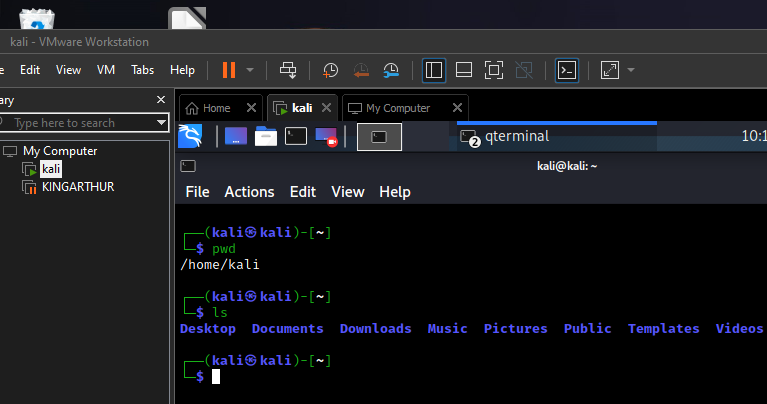 kali - VMware Workstation
Edit View VM Tabs Help
ary
Type here to search
My Computer
kali
KINGARTHUR
Home
kali
My Computer
2
qterminal
10:1
kali@kali: ~
File Actions Edit View Help
┌──(kali㉿kali)-[~]
└─$ pwd
/home/kali
┌──(kali㉿kali)-[~]
└─$ ls
Desktop Documents Downloads Music Pictures Public Templates Videos
┌──(kali㉿kali)-[~]
└─$